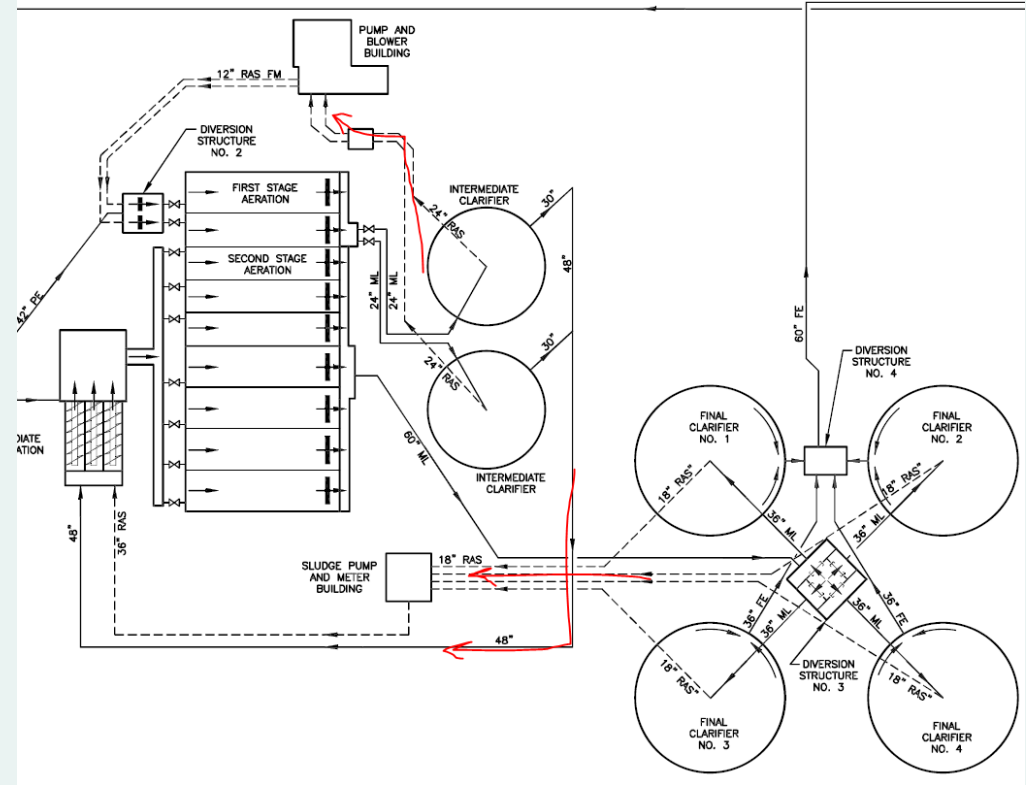 PUMP AND
BLOWER
BUILDING
12" RAS FM
DIVERSION
STRUCTURE
NO. 2
FIRST STAGE
AERATION
SECOND STAGE
AERATION
INTERMEDIATE
CLARIFIER
24" RAS
30"
48"
24" ML
24" ML
42" PE
24" RAS
30"
INTERMEDIATE
CLARIFIER
60" FE
DIVERSION
STRUCTURE
NO. 4
DIATE
ATION
60" ML
FINAL
CLARIFIER
NO. 1
FINAL
CLARIFIER
NO. 2
18" RAS"
18" RAS"
36" ML
36" ML
48"
36" RAS
SLUDGE PUMP
AND METER
BUILDING
18" RAS
36" FE
36" ML
36" ML
36" FE
48"
18" RAS"
18" RAS"
DIVERSION
STRUCTURE
NO. 3
FINAL
CLARIFIER
NO. 3
FINAL
CLARIFIER
NO. 4